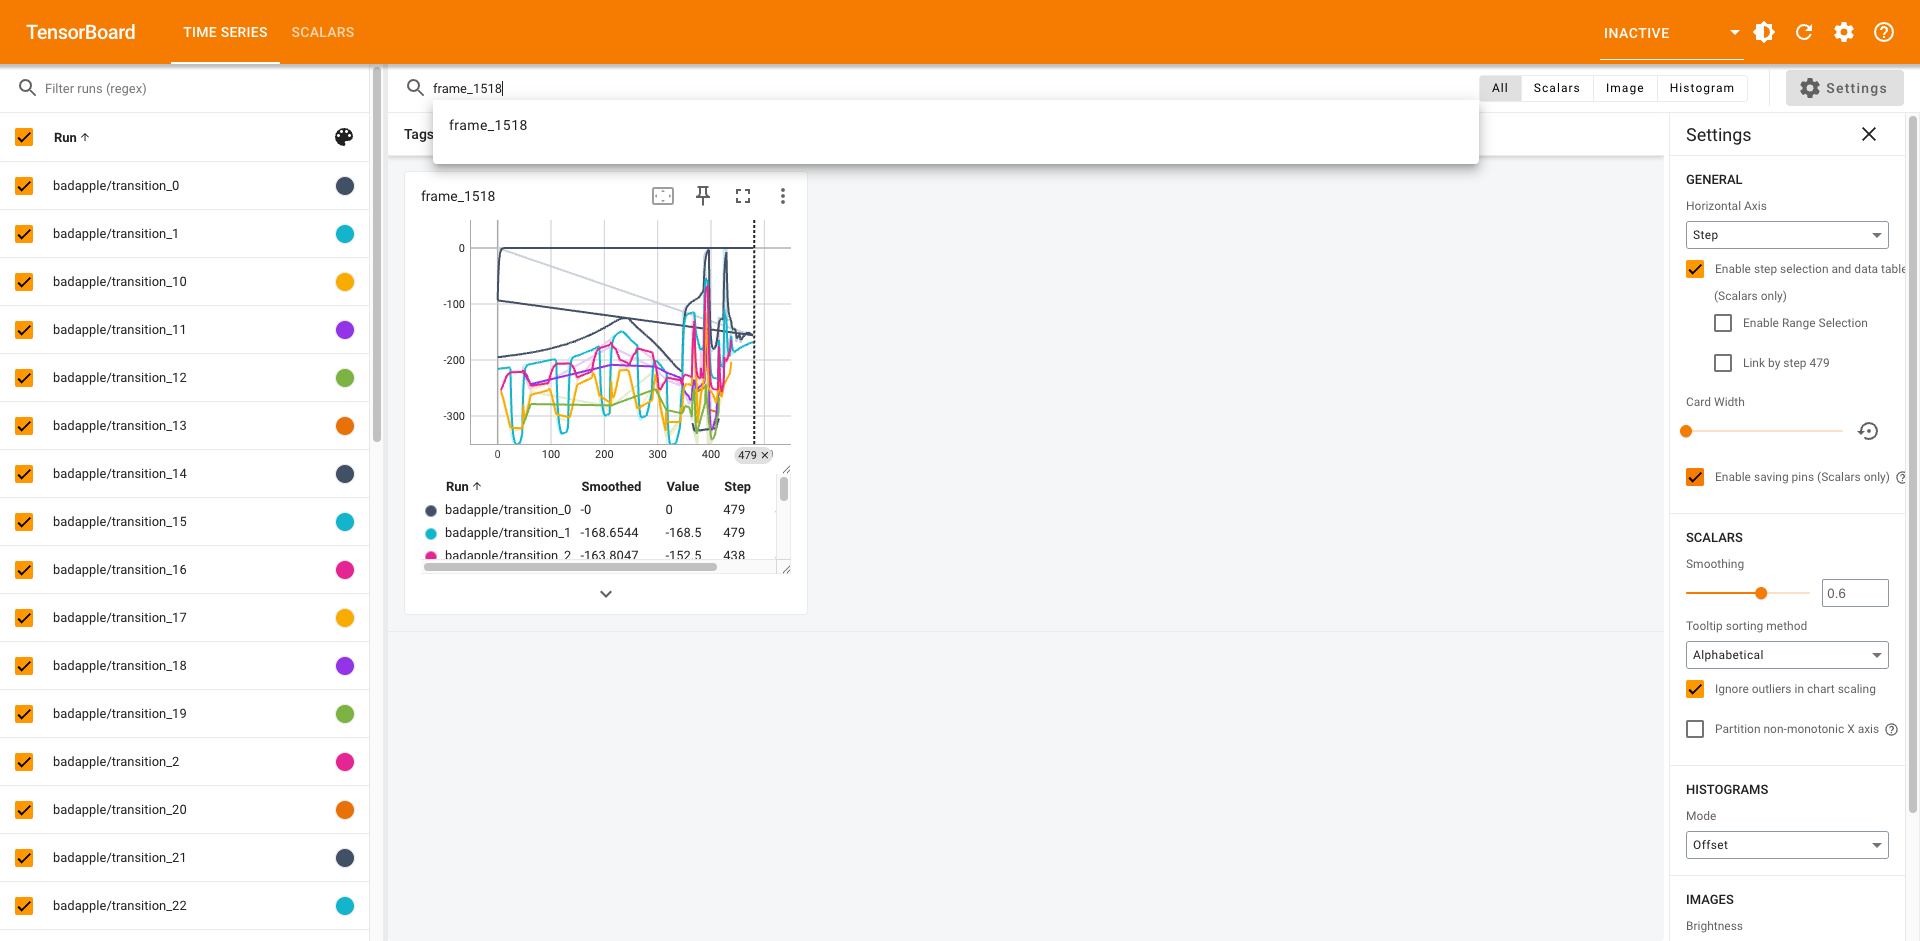 TensorBoard
TIME SERIES
SCALARS
INACTIVE
Filter runs (regex)
frame_1518
All
Scalars
Image
Histogram
Settings
frame_1518
Run
Tags
Settings
badapple/transition_0
badapple/transition_1
badapple/transition_10
badapple/transition_11
badapple/transition_12
badapple/transition_13
badapple/transition_14
badapple/transition_15
badapple/transition_16
badapple/transition_17
badapple/transition_18
badapple/transition_19
badapple/transition_2
badapple/transition_20
badapple/transition_21
badapple/transition_22
frame_1518
0
-100
-200
-300
0 100 200 300 400 479
Run Smoothed Value Step
badapple/transition_0 -0 0 479
badapple/transition_1 -168.6544 -168.5 479
badapple/transition_2 -163.8047 -152.5 438
GENERAL
Horizontal Axis
Step
Enable step selection and data table
(Scalars only)
Enable Range Selection
Link by step 479
Card Width
Enable saving pins (Scalars only)
SCALARS
Smoothing
0.6
Tooltip sorting method
Alphabetical
Ignore outliers in chart scaling
Partition non-monotonic X axis
HISTOGRAMS
Mode
Offset
IMAGES
Brightness